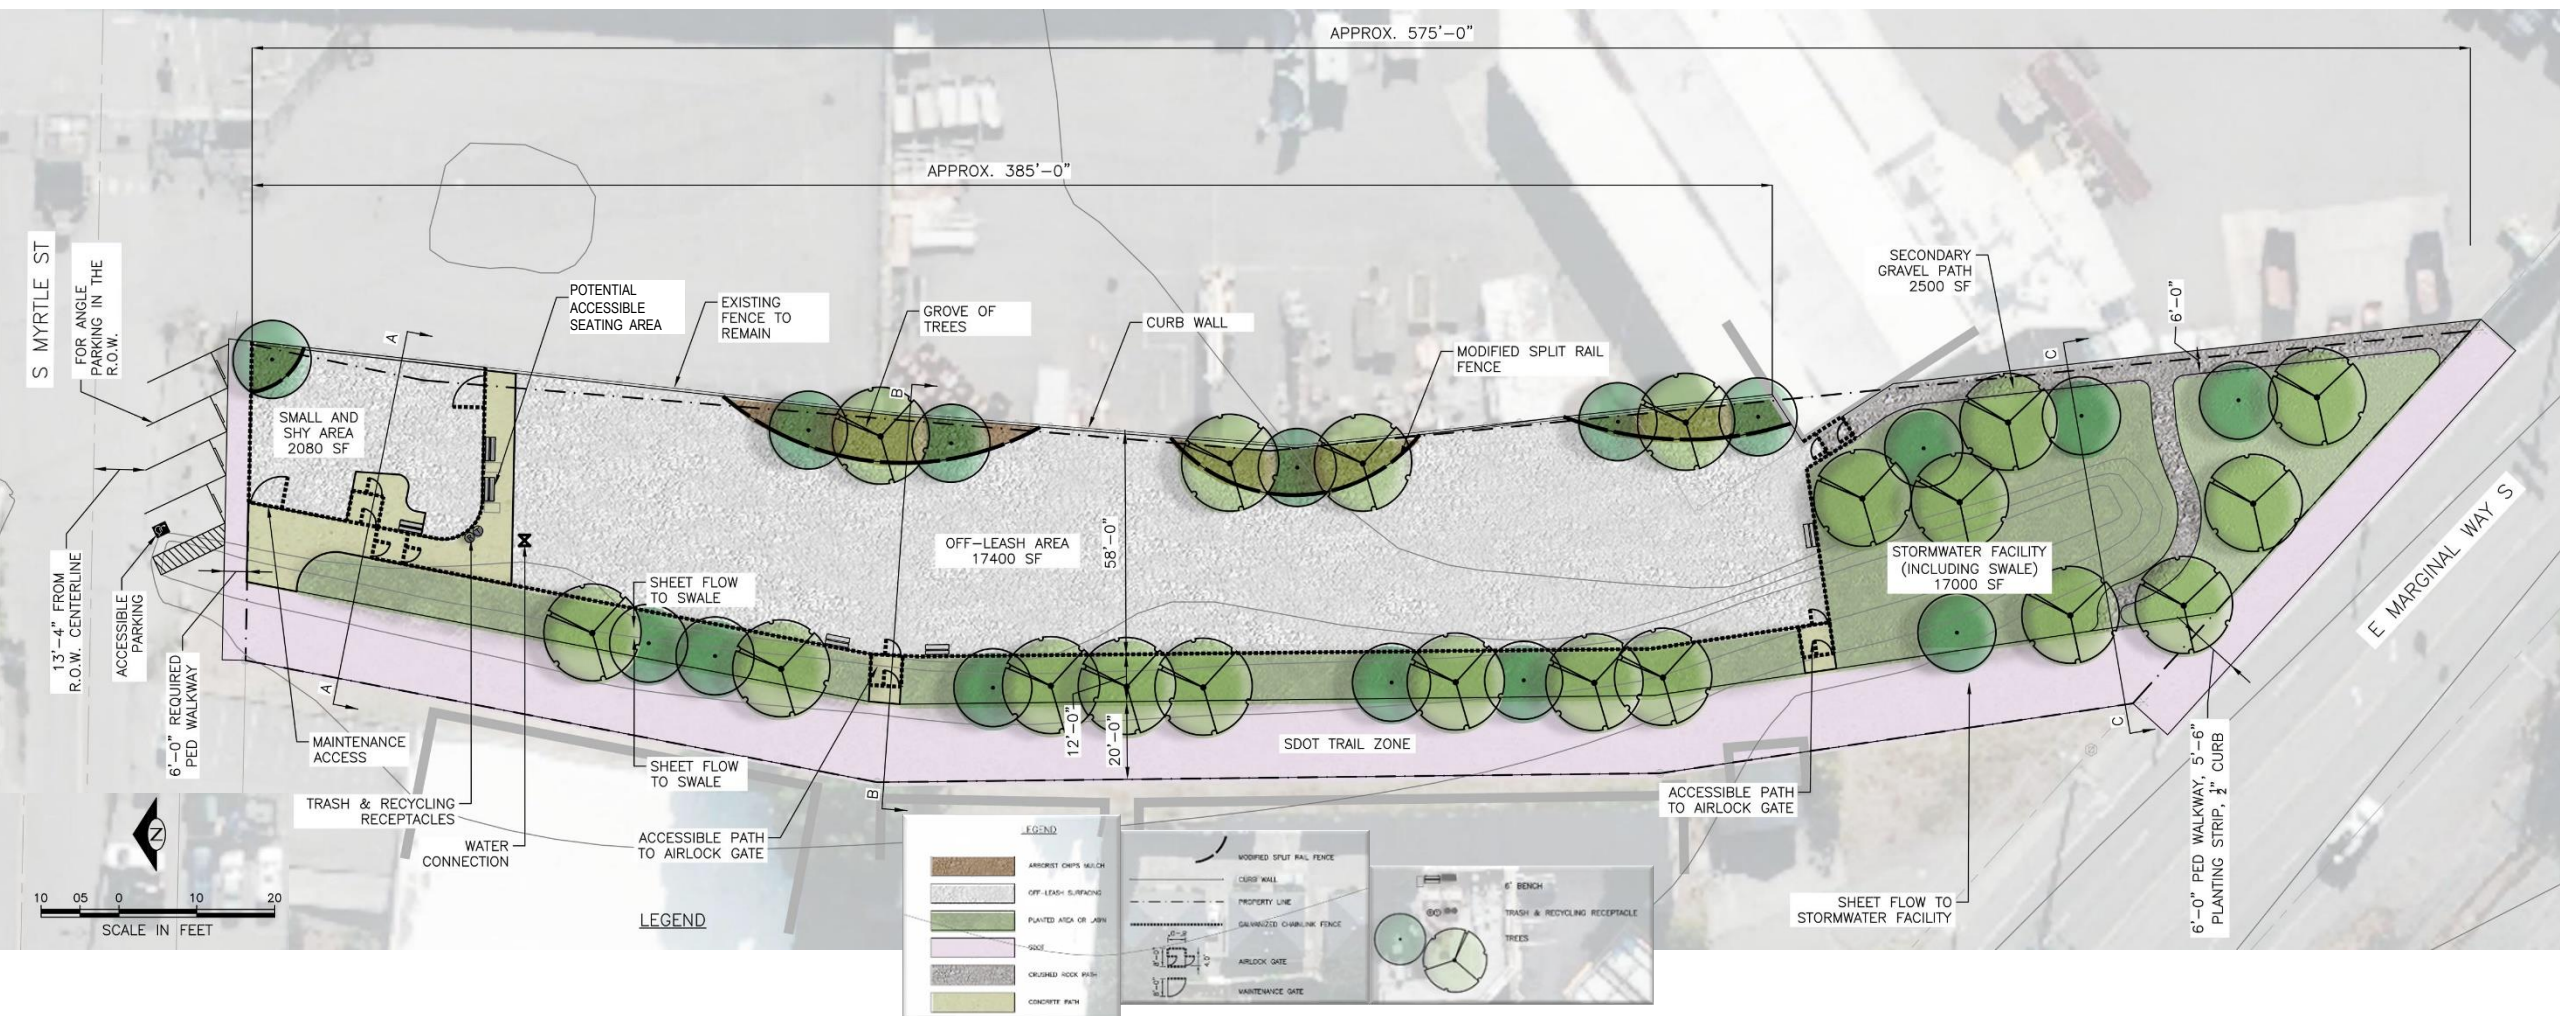 APPROX. 575'-0"
APPROX. 385'-0"
S MYRTLE ST
FOR ANGLE
PARKING IN THE
R.O.W.
POTENTIAL
ACCESSIBLE
SEATING AREA
EXISTING
FENCE TO
REMAIN
GROVE OF
TREES
CURB WALL
MODIFIED SPLIT RAIL
FENCE
SECONDARY
GRAVEL PATH
2500 SF
6'-0"
A
B
C
SMALL AND
SHY AREA
2080 SF
OFF-LEASH AREA
17400 SF
58'-0"
STORMWATER FACILITY
(INCLUDING SWALE)
17000 SF
E MARGINAL WAY S
13'-4" FROM
R.O.W. CENTERLINE
ACCESSIBLE
PARKING
6'-0" REQUIRED
PED WALKWAY
SHEET FLOW
TO SWALE
A
MAINTENANCE
ACCESS
SHEET FLOW
TO SWALE
12'-0"
20'-0"
SDOT TRAIL ZONE
C
B
TRASH & RECYCLING
RECEPTACLES
WATER
CONNECTION
ACCESSIBLE PATH
TO AIRLOCK GATE
ACCESSIBLE PATH
TO AIRLOCK GATE
6'-0" PED WALKWAY, 5'-6"
PLANTING STRIP, ½" CURB
SHEET FLOW TO
STORMWATER FACILITY
N
10 05 0 10 20
SCALE IN FEET
LEGEND
EGEND
ARBORIST CHIPS MULCH
OFF-LEASH SURFACING
PLANTED AREA OR LAWN
SDOT
CRUSHED ROCK PATH
CONCRETE PATH
MODIFIED SPLIT RAIL FENCE
CURB WALL
PROPERTY LINE
GALVANIZED CHAINLINK FENCE
AIRLOCK GATE
MAINTENANCE GATE
6' BENCH
TRASH & RECYCLING RECEPTACLE
TREES